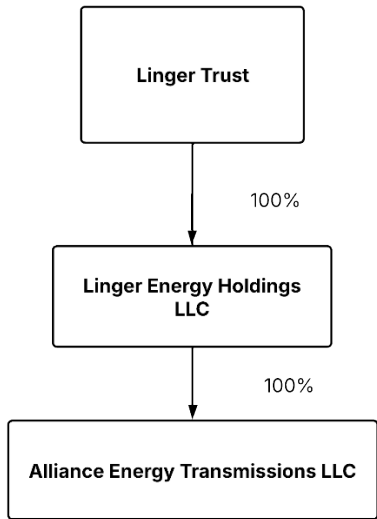 Linger Trust
100%
Linger Energy Holdings
LLC
100%
Alliance Energy Transmissions LLC